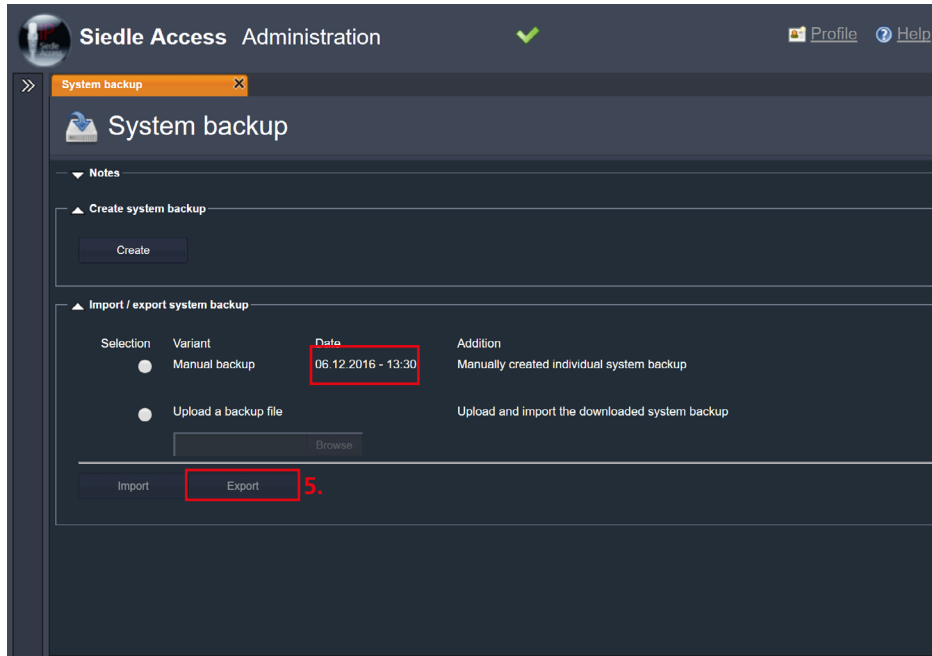 Siedle Access Administration
Profile Help
System backup
System backup
Notes
Create system backup
Create
Import / export system backup
Selection Variant Date Addition
Manual backup 06.12.2016 - 13:30 Manually created individual system backup
Upload a backup file Upload and import the downloaded system backup
Browse
Import Export 5.